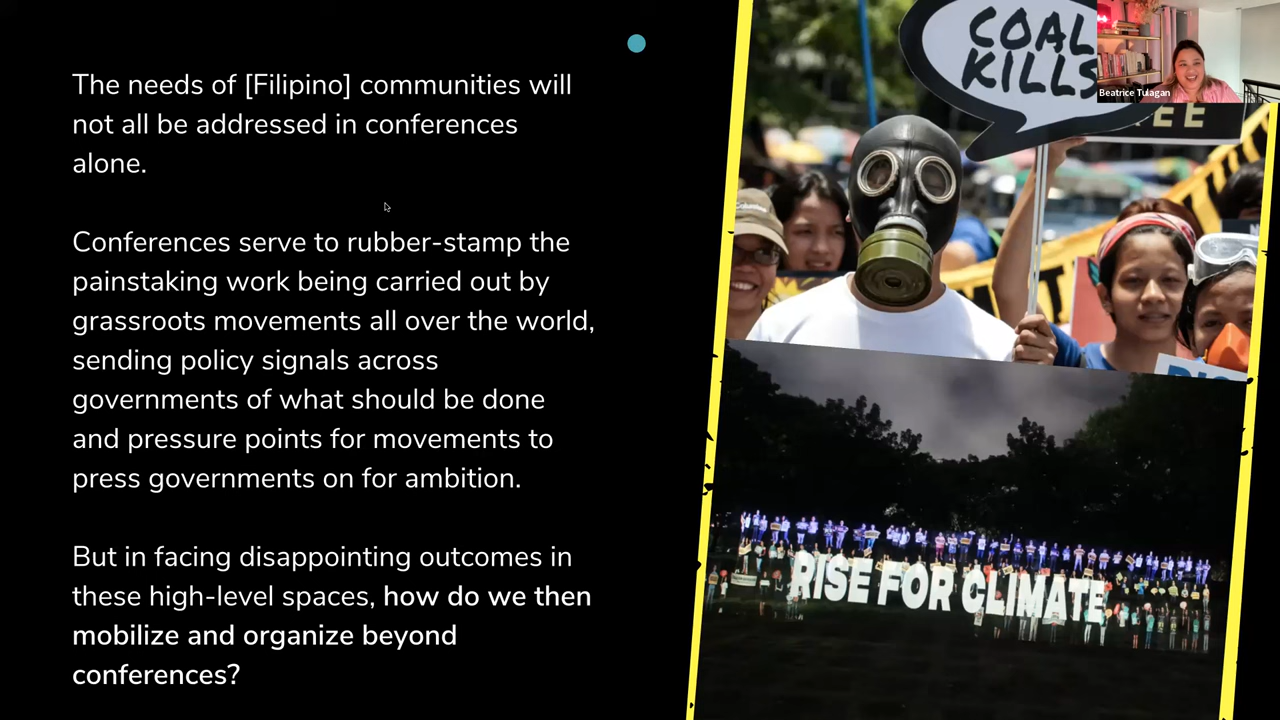 The needs of [Filipino] communities will
not all be addressed in conferences
alone.
Conferences serve to rubber-stamp the
painstaking work being carried out by
grassroots movements all over the world,
sending policy signals across
governments of what should be done
and pressure points for movements to
press governments on for ambition.
But in facing disappointing outcomes in
these high-level spaces, how do we then
mobilize and organize beyond
conferences?
COAL
KILLS
Beatrice Tulagan
RISE FOR CLIMATE